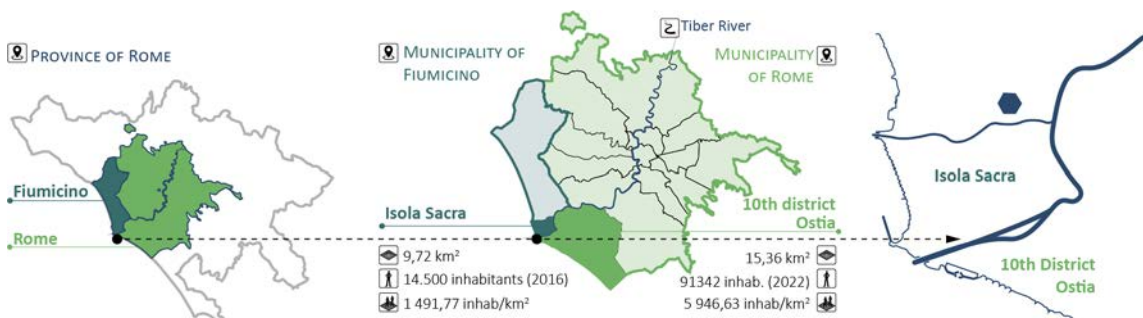 PROVINCE OF ROME
Fiumicino
Rome
MUNICIPALITY OF
FIUMICINO
Tiber River
MUNICIPALITY
OF ROME
Isola Sacra
9,72 km²
14.500 inhabitants (2016)
1 491,77 inhab/km²
10th district
Ostia
15,36 km²
91342 inhab. (2022)
5 946,63 inhab/km²
Isola Sacra
10th District
Ostia